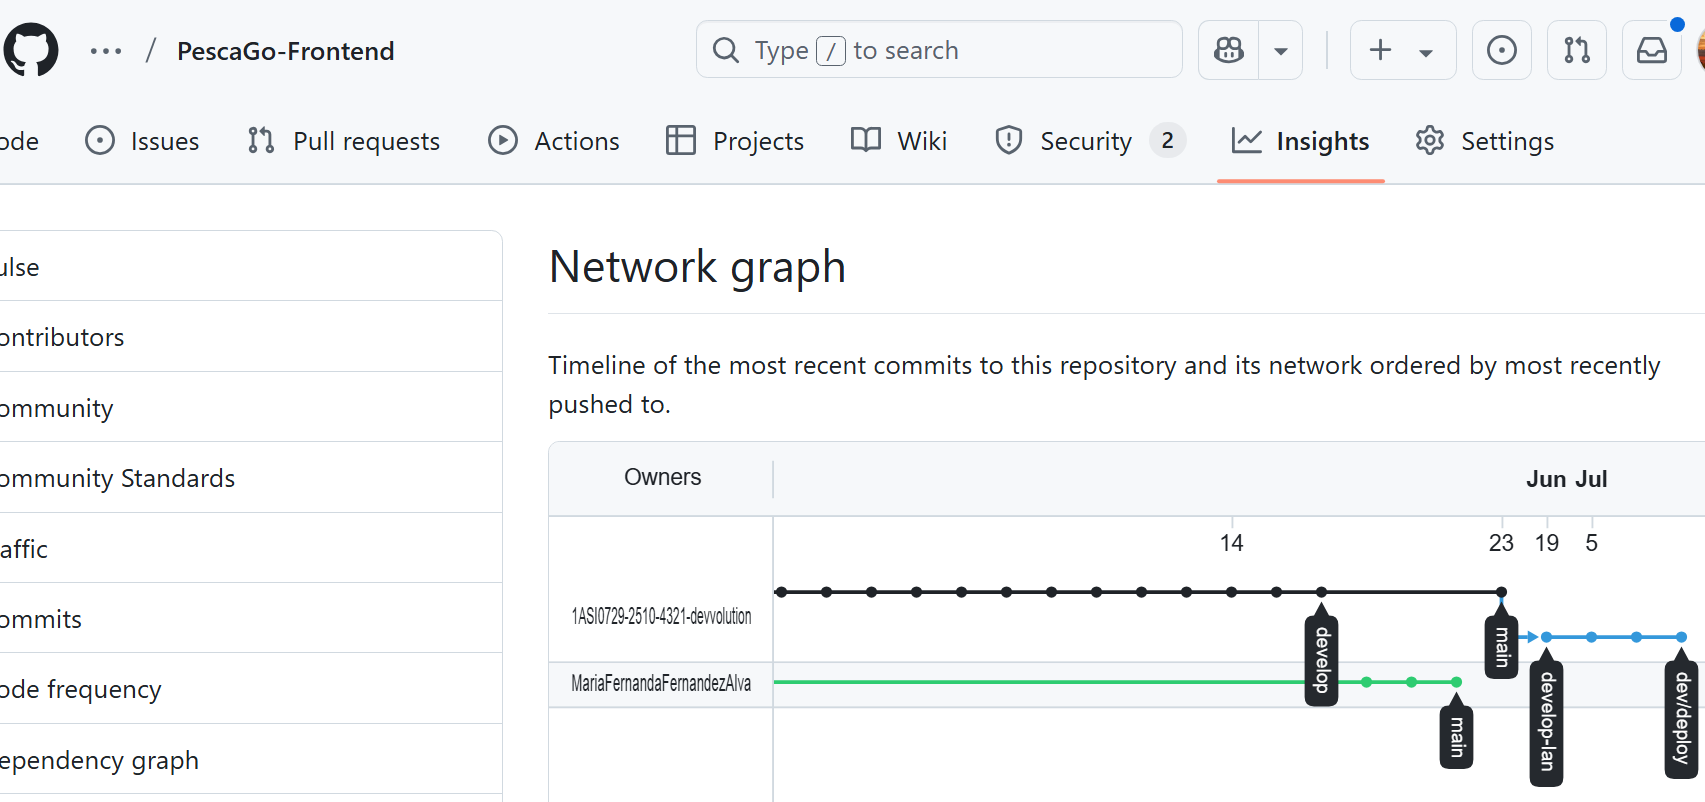 ... / PescaGo-Frontend
Type / to search
ode
Issues
Pull requests
Actions
Projects
Wiki
Security 2
Insights
Settings
ulse
ontributors
ommunity
ommunity Standards
affic
ommits
ode frequency
ependency graph
Network graph
Timeline of the most recent commits to this repository and its network ordered by most recently
pushed to.
Owners
Jun Jul
14 23 19 5
1ASI0729-2510-4321-devvolution
MariaFernandaFernandezAlva
develop
main
main
develop-lan
dev/deploy